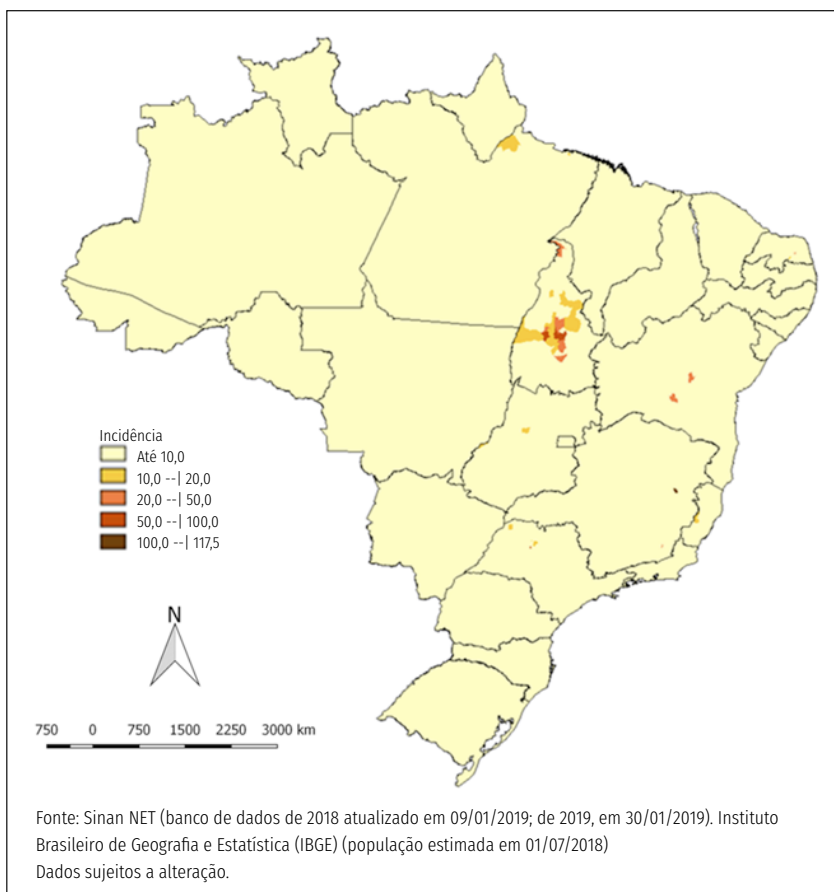 Incidência
Até 10,0
10,0 --| 20,0
20,0 --| 50,0
50,0 --| 100,0
100,0 --| 117,5
N
750 0 750 1500 2250 3000 km
Fonte: Sinan NET (banco de dados de 2018 atualizado em 09/01/2019; de 2019, em 30/01/2019). Instituto
Brasileiro de Geografia e Estatística (IBGE) (população estimada em 01/07/2018)
Dados sujeitos a alteração.